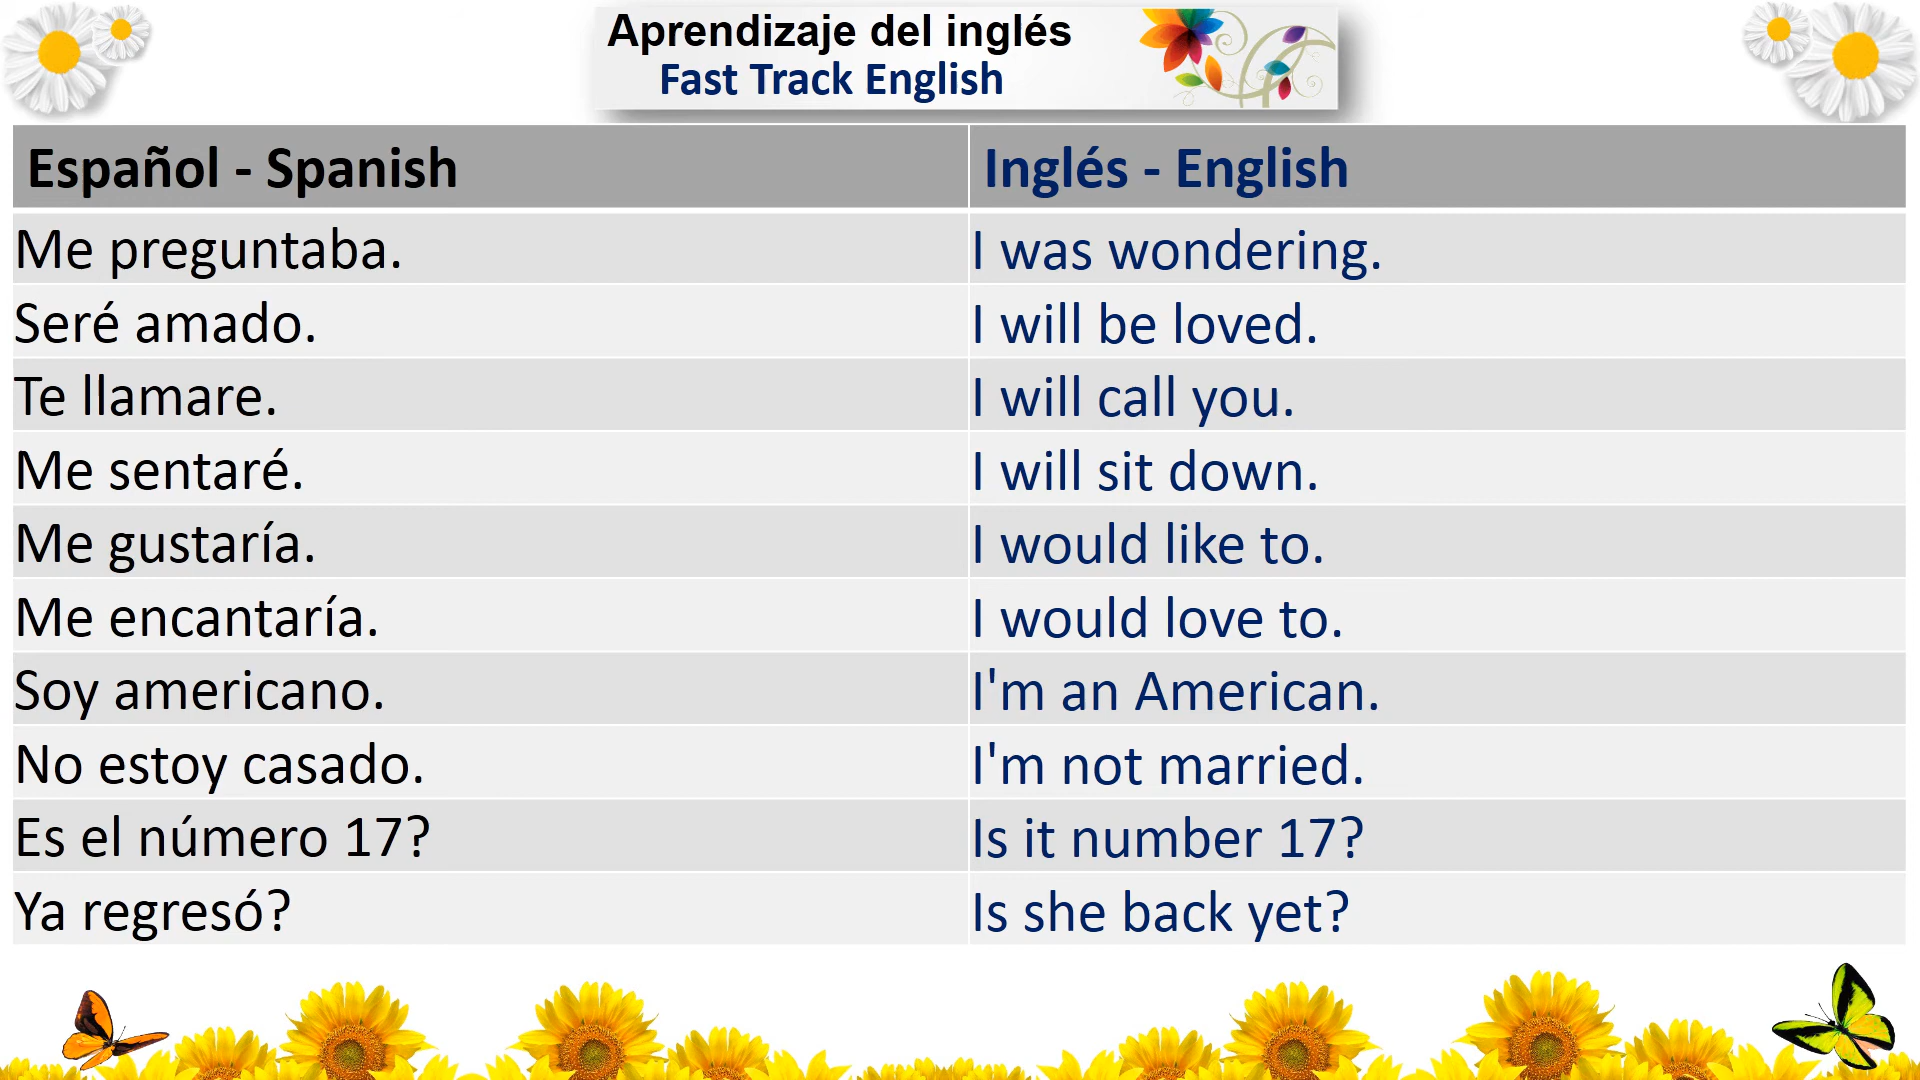 Aprendizaje del inglés
Fast Track English
Español - Spanish
Inglés - English
Me preguntaba.
I was wondering.
Seré amado.
I will be loved.
Te llamare.
I will call you.
Me sentaré.
I will sit down.
Me gustaría.
I would like to.
Me encantaría.
I would love to.
Soy americano.
I'm an American.
No estoy casado.
I'm not married.
Es el número 17?
Is it number 17?
Ya regresó?
Is she back yet?